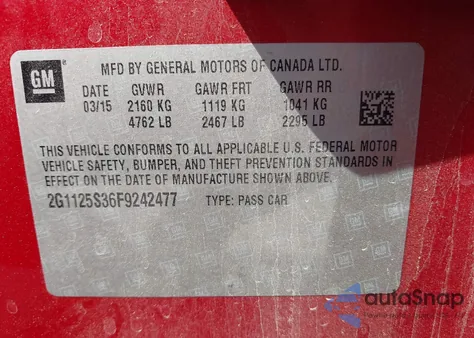 GM
MFD BY GENERAL MOTORS OF CANADA LTD.
DATE GVWR GAWR FRT GAWR RR
03/15 2160 KG 1119 KG 1041 KG
4762 LB 2467 LB 2295 LB
THIS VEHICLE CONFORMS TO ALL APPLICABLE U.S. FEDERAL MOTOR
VEHICLE SAFETY, BUMPER, AND THEFT PREVENTION STANDARDS IN
EFFECT ON THE DATE OF MANUFACTURE SHOWN ABOVE.
2G1125S36F9242477 TYPE: PASS CAR
autoSnap